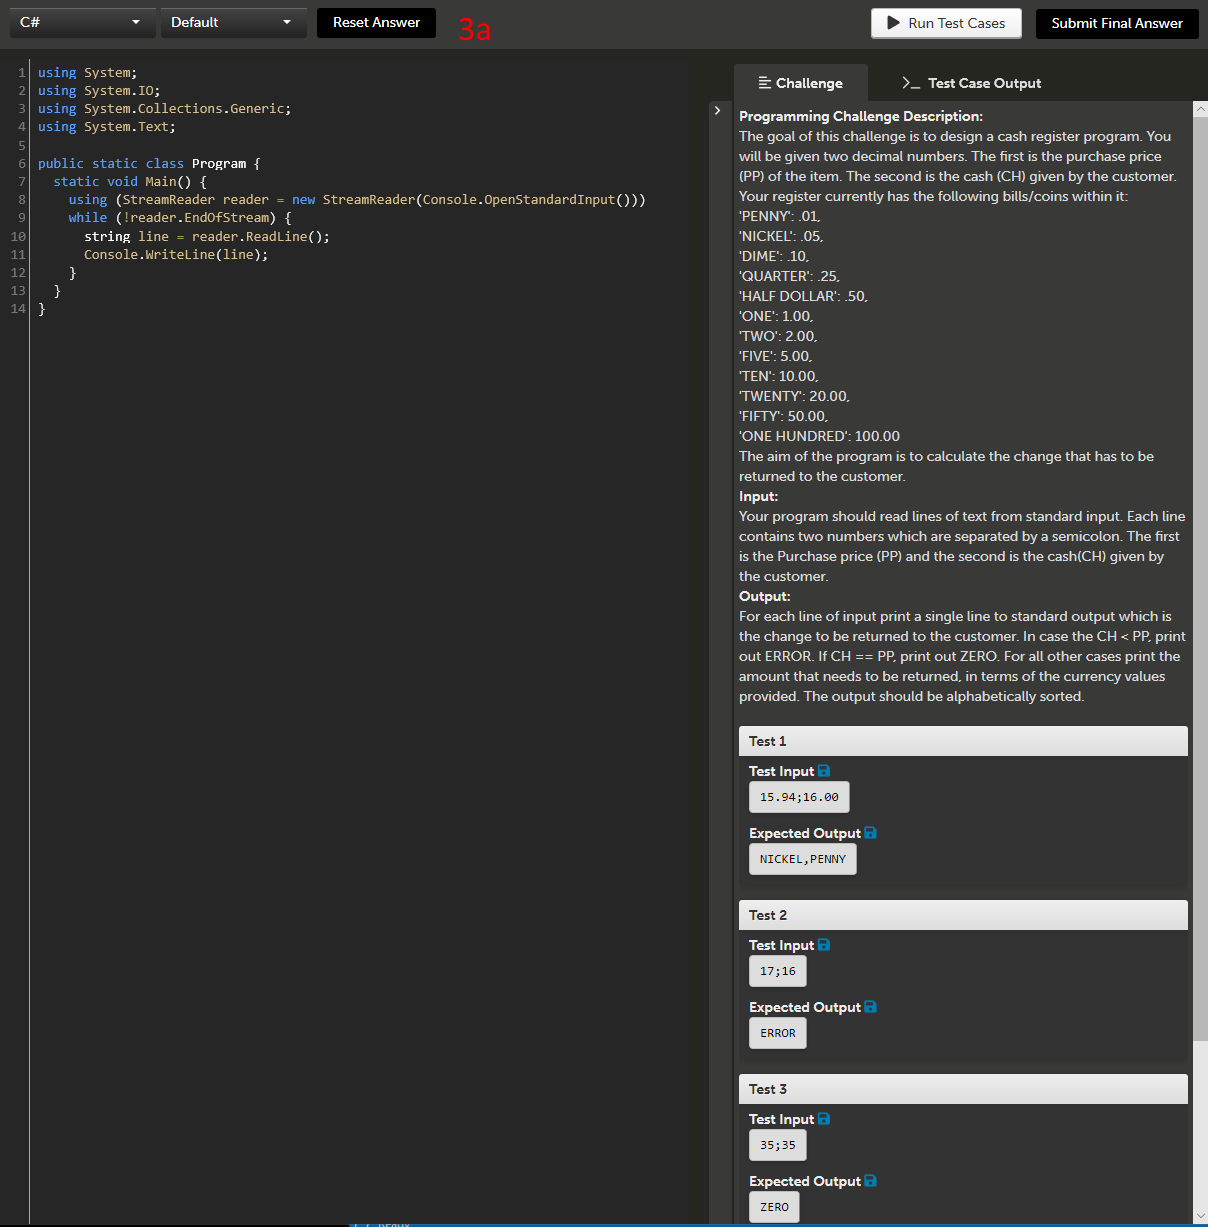 C# Default Reset Answer 3a Run Test Cases Submit Final Answer
1 using System;
2 using System.IO;
3 using System.Collections.Generic;
4 using System.Text;
5
6 public static class Program {
7 static void Main() {
8 using (StreamReader reader = new StreamReader(Console.OpenStandardInput()))
9 while (!reader.EndOfStream) {
10 string line = reader.ReadLine();
11 Console.WriteLine(line);
12 }
13 }
14 }
Challenge >_ Test Case Output
Programming Challenge Description:
The goal of this challenge is to design a cash register program. You
will be given two decimal numbers. The first is the purchase price
(PP) of the item. The second is the cash (CH) given by the customer.
Your register currently has the following bills/coins within it:
'PENNY': .01,
'NICKEL': .05,
'DIME': .10,
'QUARTER': .25,
'HALF DOLLAR': .50,
'ONE': 1.00,
'TWO': 2.00,
'FIVE': 5.00,
'TEN': 10.00,
'TWENTY': 20.00,
'FIFTY': 50.00,
'ONE HUNDRED': 100.00
The aim of the program is to calculate the change that has to be
returned to the customer.
Input:
Your program should read lines of text from standard input. Each line
contains two numbers which are separated by a semicolon. The first
is the Purchase price (PP) and the second is the cash(CH) given by
the customer.
Output:
For each line of input print a single line to standard output which is
the change to be returned to the customer. In case the CH < PP, print
out ERROR. If CH == PP, print out ZERO. For all other cases print the
amount that needs to be returned, in terms of the currency values
provided. The output should be alphabetically sorted.
Test 1
Test Input
15.94;16.00
Expected Output
NICKEL,PENNY
Test 2
Test Input
17;16
Expected Output
ERROR
Test 3
Test Input
35;35
Expected Output
ZERO